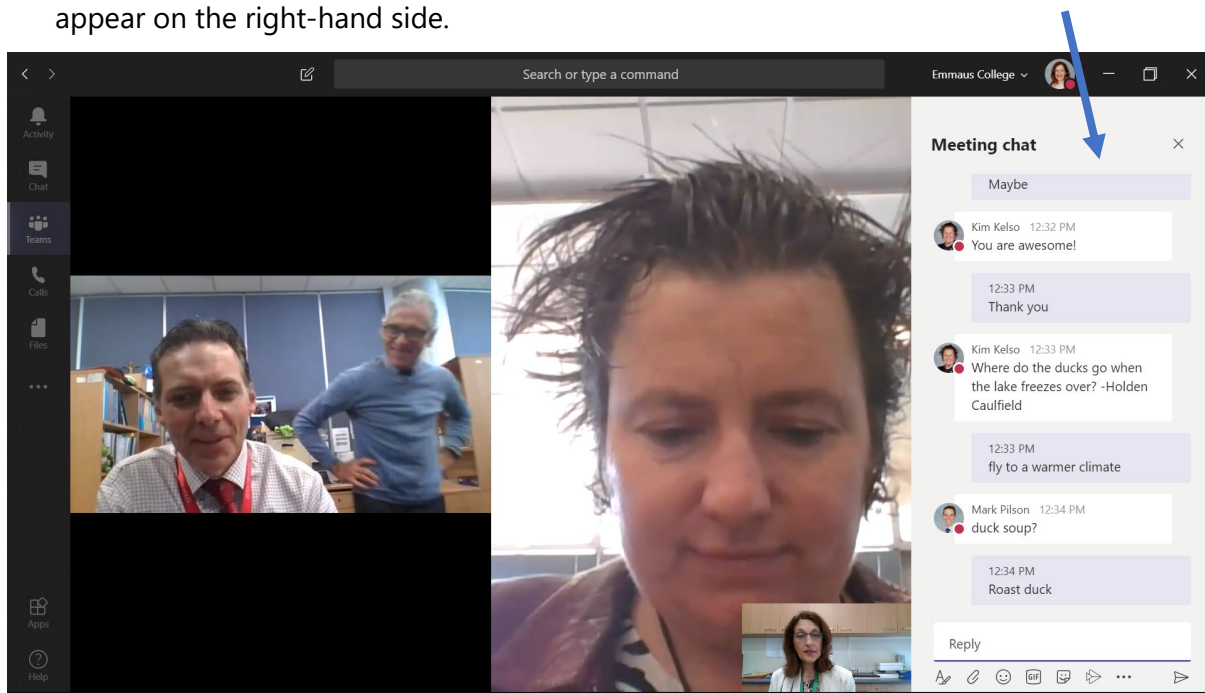 appear on the right-hand side.
Search or type a command
Emmaus College
Activity
Chat
Teams
Calls
Files
Apps
Help
Meeting chat
Maybe
Kim Kelso 12:32 PM
You are awesome!
12:33 PM
Thank you
Kim Kelso 12:33 PM
Where do the ducks go when
the lake freezes over? -Holden
Caulfield
12:33 PM
fly to a warmer climate
Mark Pilson 12:34 PM
duck soup?
12:34 PM
Roast duck
Reply
GIF